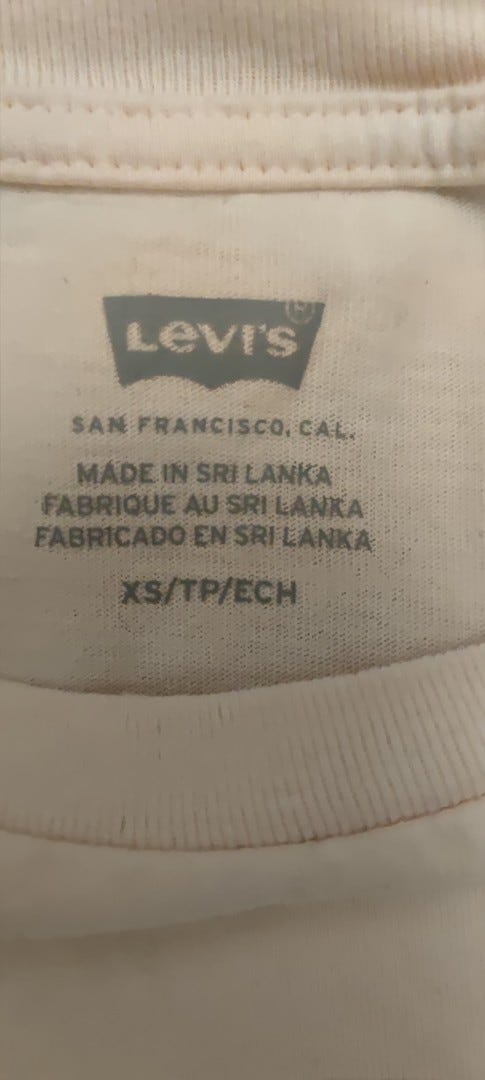 Levi's
SAN FRANCISCO, CAL.
MADE IN SRI LANKA
FABRIQUE AU SRI LANKA
FABRICADO EN SRI LANKA
XS/TP/ECH